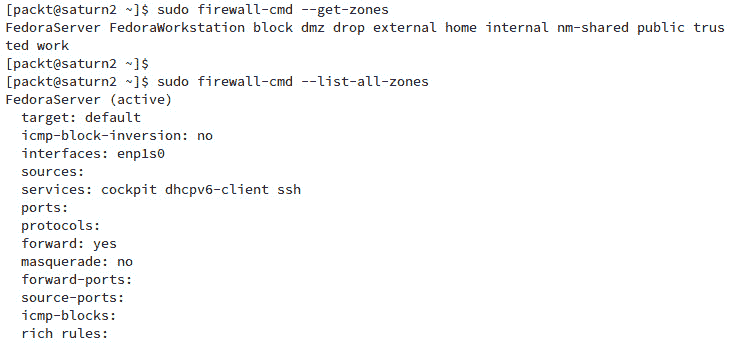 [packt@saturn2 ~]$ sudo firewall-cmd --get-zones
FedoraServer FedoraWorkstation block dmz drop external home internal nm-shared public trus
ted work
[packt@saturn2 ~]$
[packt@saturn2 ~]$ sudo firewall-cmd --list-all-zones
FedoraServer (active)
  target: default
  icmp-block-inversion: no
  interfaces: enp1s0
  sources:
  services: cockpit dhcpv6-client ssh
  ports:
  protocols:
  forward: yes
  masquerade: no
  forward-ports:
  source-ports:
  icmp-blocks:
  rich rules: